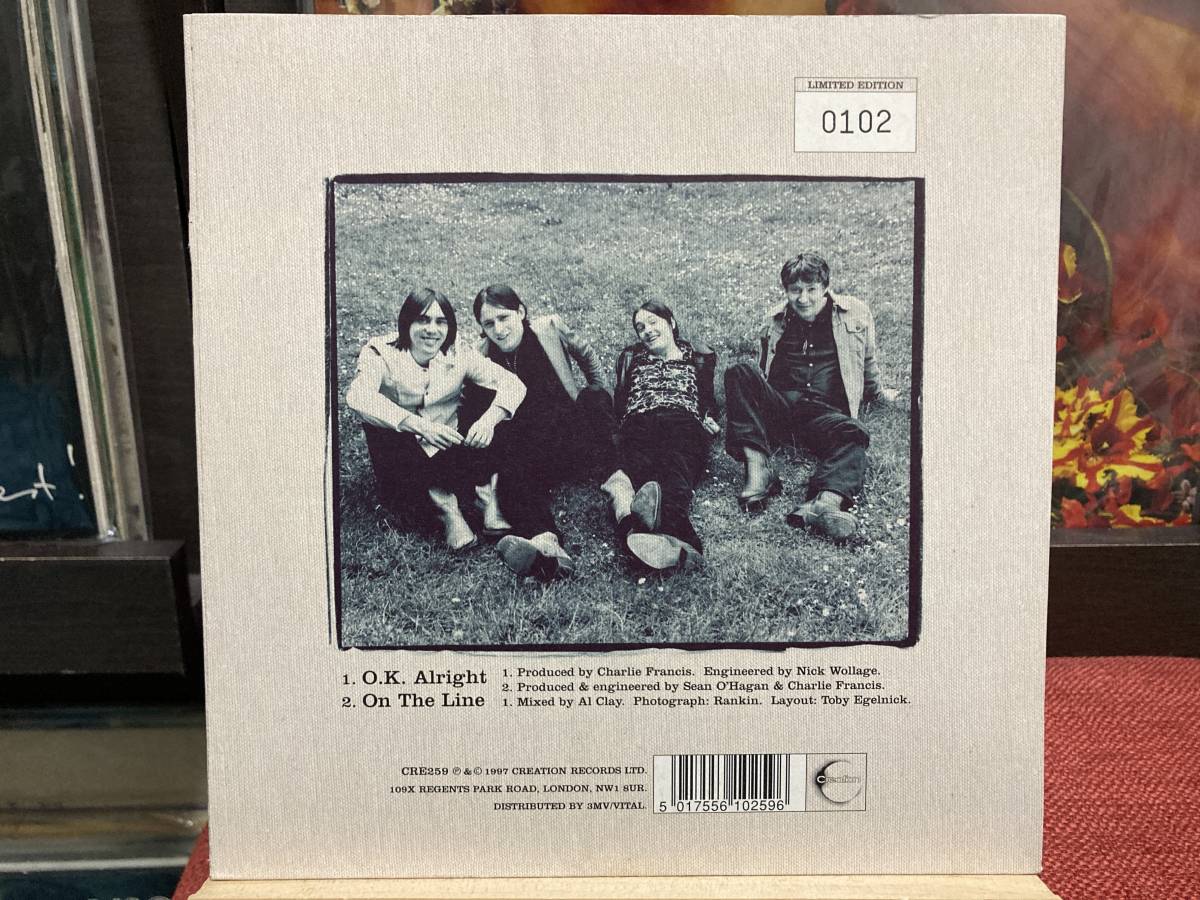 LIMITED EDITION
0102
1. O.K. Alright
2. On The Line
1. Produced by Charlie Francis. Engineered by Nick Wollage.
2. Produced & engineered by Sean O'Hagan & Charlie Francis.
1. Mixed by Al Clay. Photograph: Rankin. Layout: Toby Egelnick.
CRE259 ℗ & © 1997 CREATION RECORDS LTD.
109X REGENTS PARK ROAD, LONDON, NW1 8UR.
DISTRIBUTED BY 3MV/VITAL.
5 017556 102596
Creation